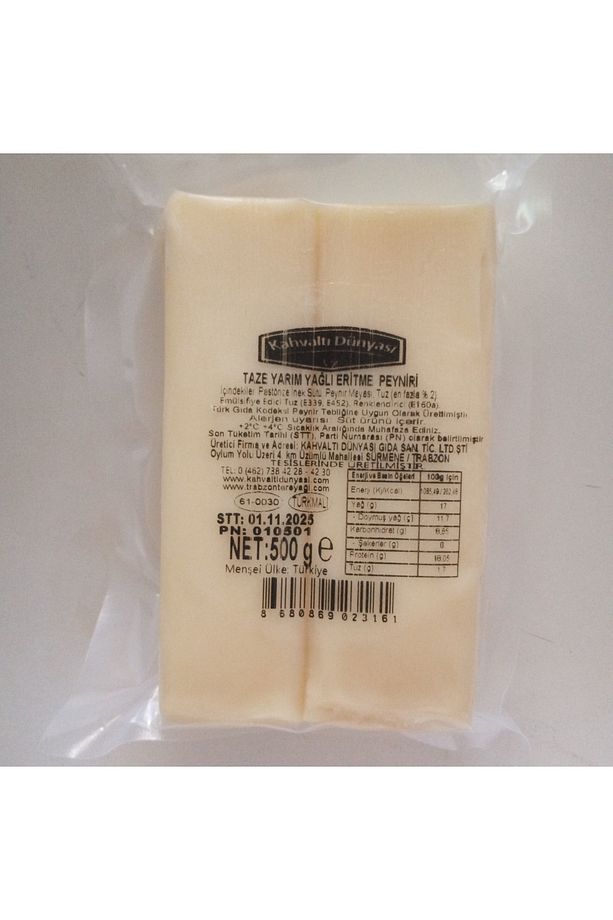 Kahvaltı Dünyası
TAZE YARIM YAĞLI ERİTME PEYNİRİ
İçindekiler: Pastörize İnek Sütü, Peynir Mayası, Tuz (en fazla % 2)
Emülsifiye Edici Tuz (E339, E452), Renklendirici (E160a)
Türk Gıda Kodeksi Peynir Tebliğine Uygun Olarak Üretilmiştir
Alerjen uyarısı: Süt ürünü içerir.
+2°C +4°C Sıcaklık Aralığında Muhafaza Ediniz.
Son Tüketim Tarihi (STT), Parti Numarası (PN) olarak belirtilmiştir
Üretici Firma ve Adresi: KAHVALTI DÜNYASI GIDA SAN. TİC. LTD.ŞTİ
Oylum Yolu Üzeri 4. km Üzümlü Mahallesi SÜRMENE / TRABZON
TESİSLERİNDE ÜRETİLMİŞTİR
TEL: 0 (462) 738 42 28 - 42 30
www.kahvaltidunyasi.com
www.trabzontereyagi.com
61-0030 TÜRKMALI
STT: 01.11.2025
PN: 010501
NET:500 g e
Menşei Ülke: Türkiye
Enerji ve Besin Öğeleri 100g için
Enerji (Kj/Kcal)
Yağ (g) 17
- Doymuş yağ (g) 11.7
Karbonhidrat (g)
- Şekerler (g) 0
Protein (g) 18.05
Tuz (g) 1.7
8 680869 023161